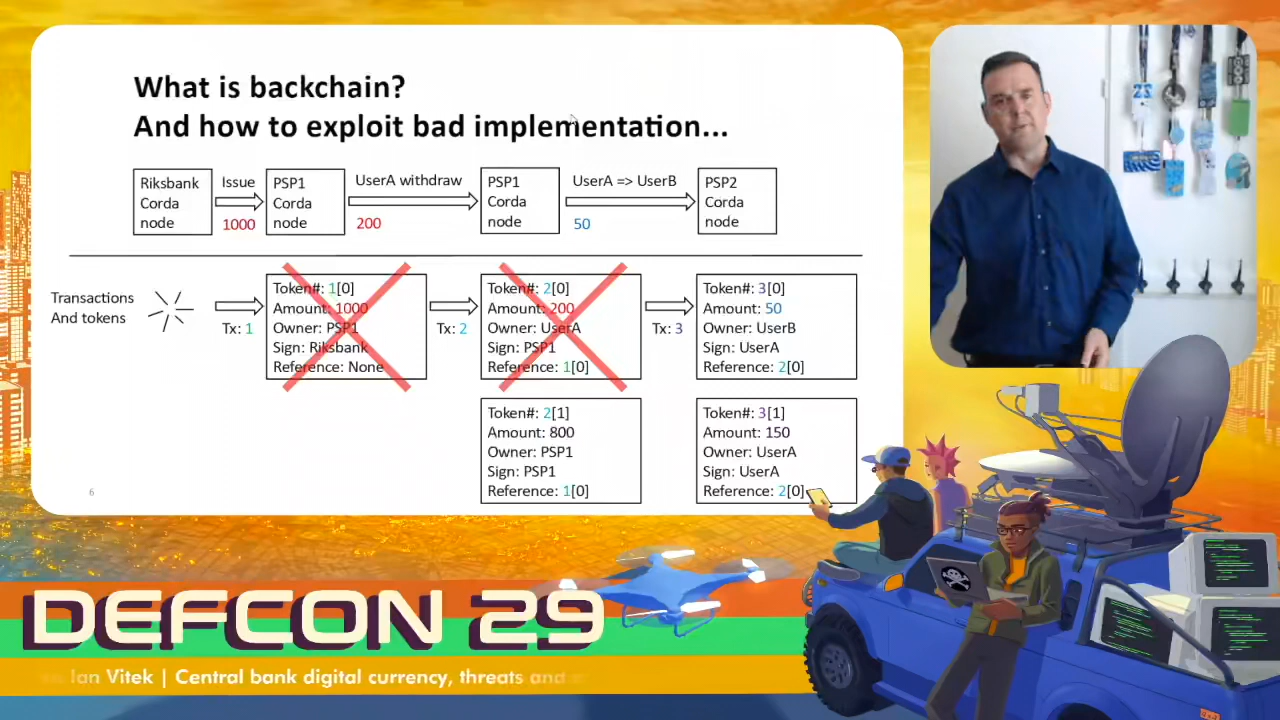 What is backchain?
And how to exploit bad implementation...
Riksbank
Corda
node
Issue
1000
PSP1
Corda
node
UserA withdraw
200
PSP1
Corda
node
UserA => UserB
50
PSP2
Corda
node
Transactions
And tokens
Tx: 1
Token#: 1[0]
Amount: 1000
Owner: PSP1
Sign: Riksbank
Reference: None
Tx: 2
Token#: 2[0]
Amount: 200
Owner: UserA
Sign: PSP1
Reference: 1[0]
Tx: 3
Token#: 3[0]
Amount: 50
Owner: UserB
Sign: UserA
Reference: 2[0]
Token#: 2[1]
Amount: 800
Owner: PSP1
Sign: PSP1
Reference: 1[0]
Token#: 3[1]
Amount: 150
Owner: UserA
Sign: UserA
Reference: 2[0]
6
DEFCON 29
Ian Vitek | Central bank digital currency, threats and